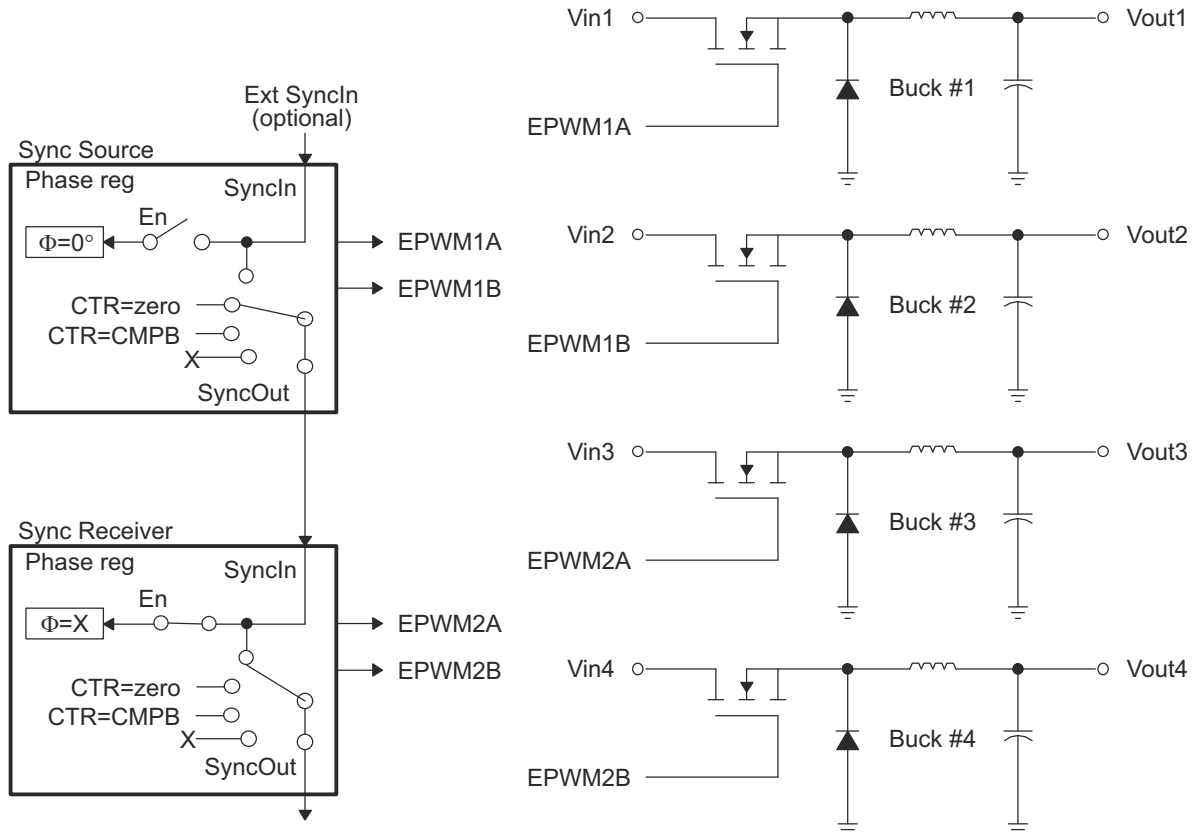 Ext SyncIn
(optional)
Sync Source
Phase reg
SyncIn
En
Φ=0°
EPWM1A
EPWM1B
CTR=zero
CTR=CMPB
X
SyncOut
Sync Receiver
Phase reg
SyncIn
En
Φ=X
EPWM2A
EPWM2B
CTR=zero
CTR=CMPB
X
SyncOut
Vin1
Vout1
Buck #1
EPWM1A
Vin2
Vout2
Buck #2
EPWM1B
Vin3
Vout3
Buck #3
EPWM2A
Vin4
Vout4
Buck #4
EPWM2B